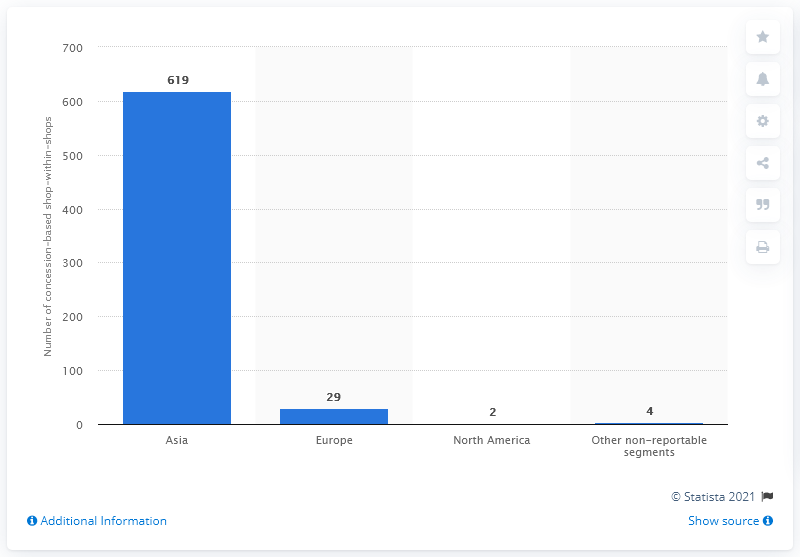 700
600
500
400
300
200
100
0
Number of concession-based shop-within-shops
619
29
2
4
Asia
Europe
North America
Other non-reportable
segments
© Statista 2021
Additional Information
Show source